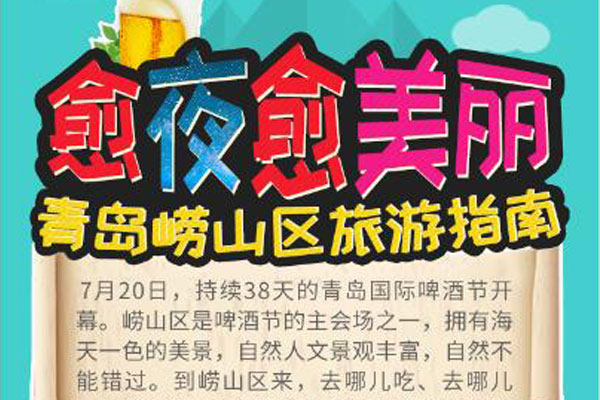 愈夜愈美丽
青岛崂山区旅游指南
7月20日，持续38天的青岛国际啤酒节开
幕。崂山区是啤酒节的主会场之一，拥有海
天一色的美景，自然人文景观丰富，自然不
能错过。到崂山区来，去哪儿吃、去哪儿